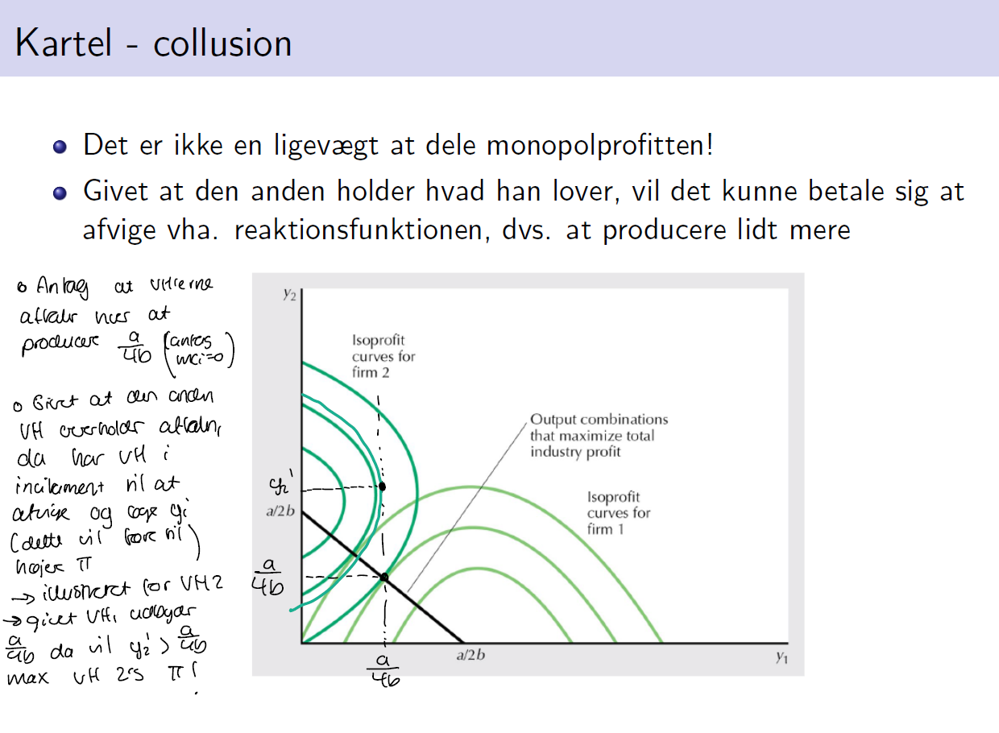 Kartel - collusion
Det er ikke en ligevægt at dele monopolprofitten!
Givet at den anden holder hvad han lover, vil det kunne betale sig at
afvige vha. reaktionsfunktionen, dvs. at producere lidt mere
Antag at VH'erne
aftaler hver at
producere a/4b (antag mci=0)
Givet at den anden
VH overholder aftalen,
da har VH i
incitament til at
afvige og øge yi
(dette vil føre til)
højere π
→ illustreret for VH2
→ givet VH1 udbyder
a/4b da vil y2' > a/4b
max VH 2's π!
y2
Isoprofit
curves for
firm 2
Output combinations
that maximize total
industry profit
Isoprofit
curves for
firm 1
y2'
a/2b
a/4b
a/2b
y1
a/4b